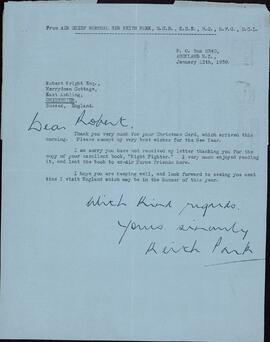 From AIR CHIEF MARSHAL SIR KEITH PARK, G.C.B., K.B.E., M.C., D.F.C., D.C.L.
P. O. Box
AUCKLAND N.Z.,
January 12th,
Robert Wright Esq.,
Merrydown Cottage,
East Ashling,
CHICHESTER,
Sussex, England.
Dear Robert.
Thank you very much for your Christmas Card, which arrived this
morning. Please accept my very best wishes for the New Year.
I am sorry you have not received my letter thanking you for the
copy of your excellent book, "Night Fighter." I very much enjoyed reading
it, and lent the book to ex-Air Force friends here.
I hope you are keeping well, and look forward to seeing you next
time I visit England which may be in the Summer of this year.
With Kind regards.
Yours sincerely
Keith Park